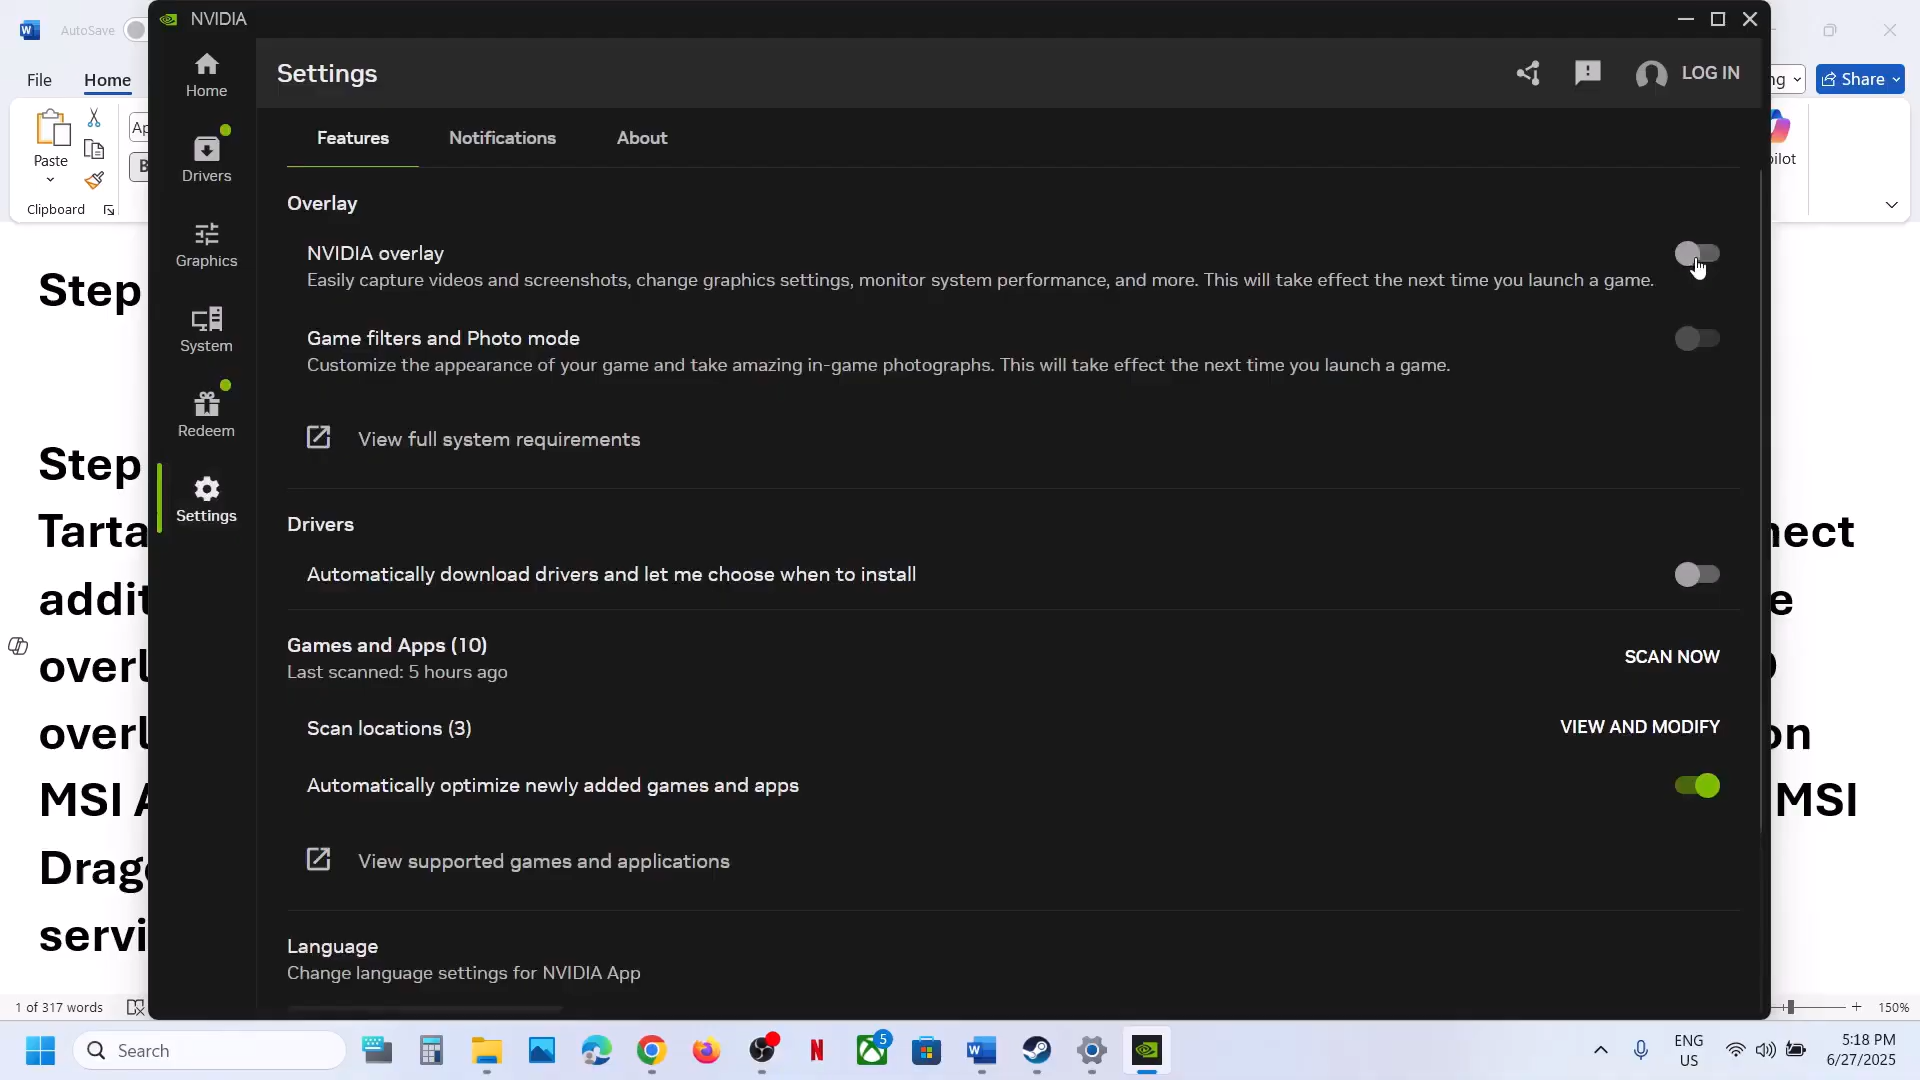 NVIDIA
AutoSave
File
Home
ng
Share
Paste
Ap
B
Clipboard
pilot
Home
Drivers
Graphics
System
Redeem
Settings
Settings
LOG IN
Features
Notifications
About
Overlay
NVIDIA overlay
Easily capture videos and screenshots, change graphics settings, monitor system performance, and more. This will take effect the next time you launch a game.
Game filters and Photo mode
Customize the appearance of your game and take amazing in-game photographs. This will take effect the next time you launch a game.
View full system requirements
Drivers
Automatically download drivers and let me choose when to install
Games and Apps (10)
Last scanned: 5 hours ago
SCAN NOW
Scan locations (3)
VIEW AND MODIFY
Automatically optimize newly added games and apps
View supported games and applications
Language
Change language settings for NVIDIA App
Step
Step
Tarta
nect
addit
e
overl
overl
on
MSI A
MSI
Drag
servi
1 of 317 words
150%
Search
5
ENG
US
5:18 PM
6/27/2025